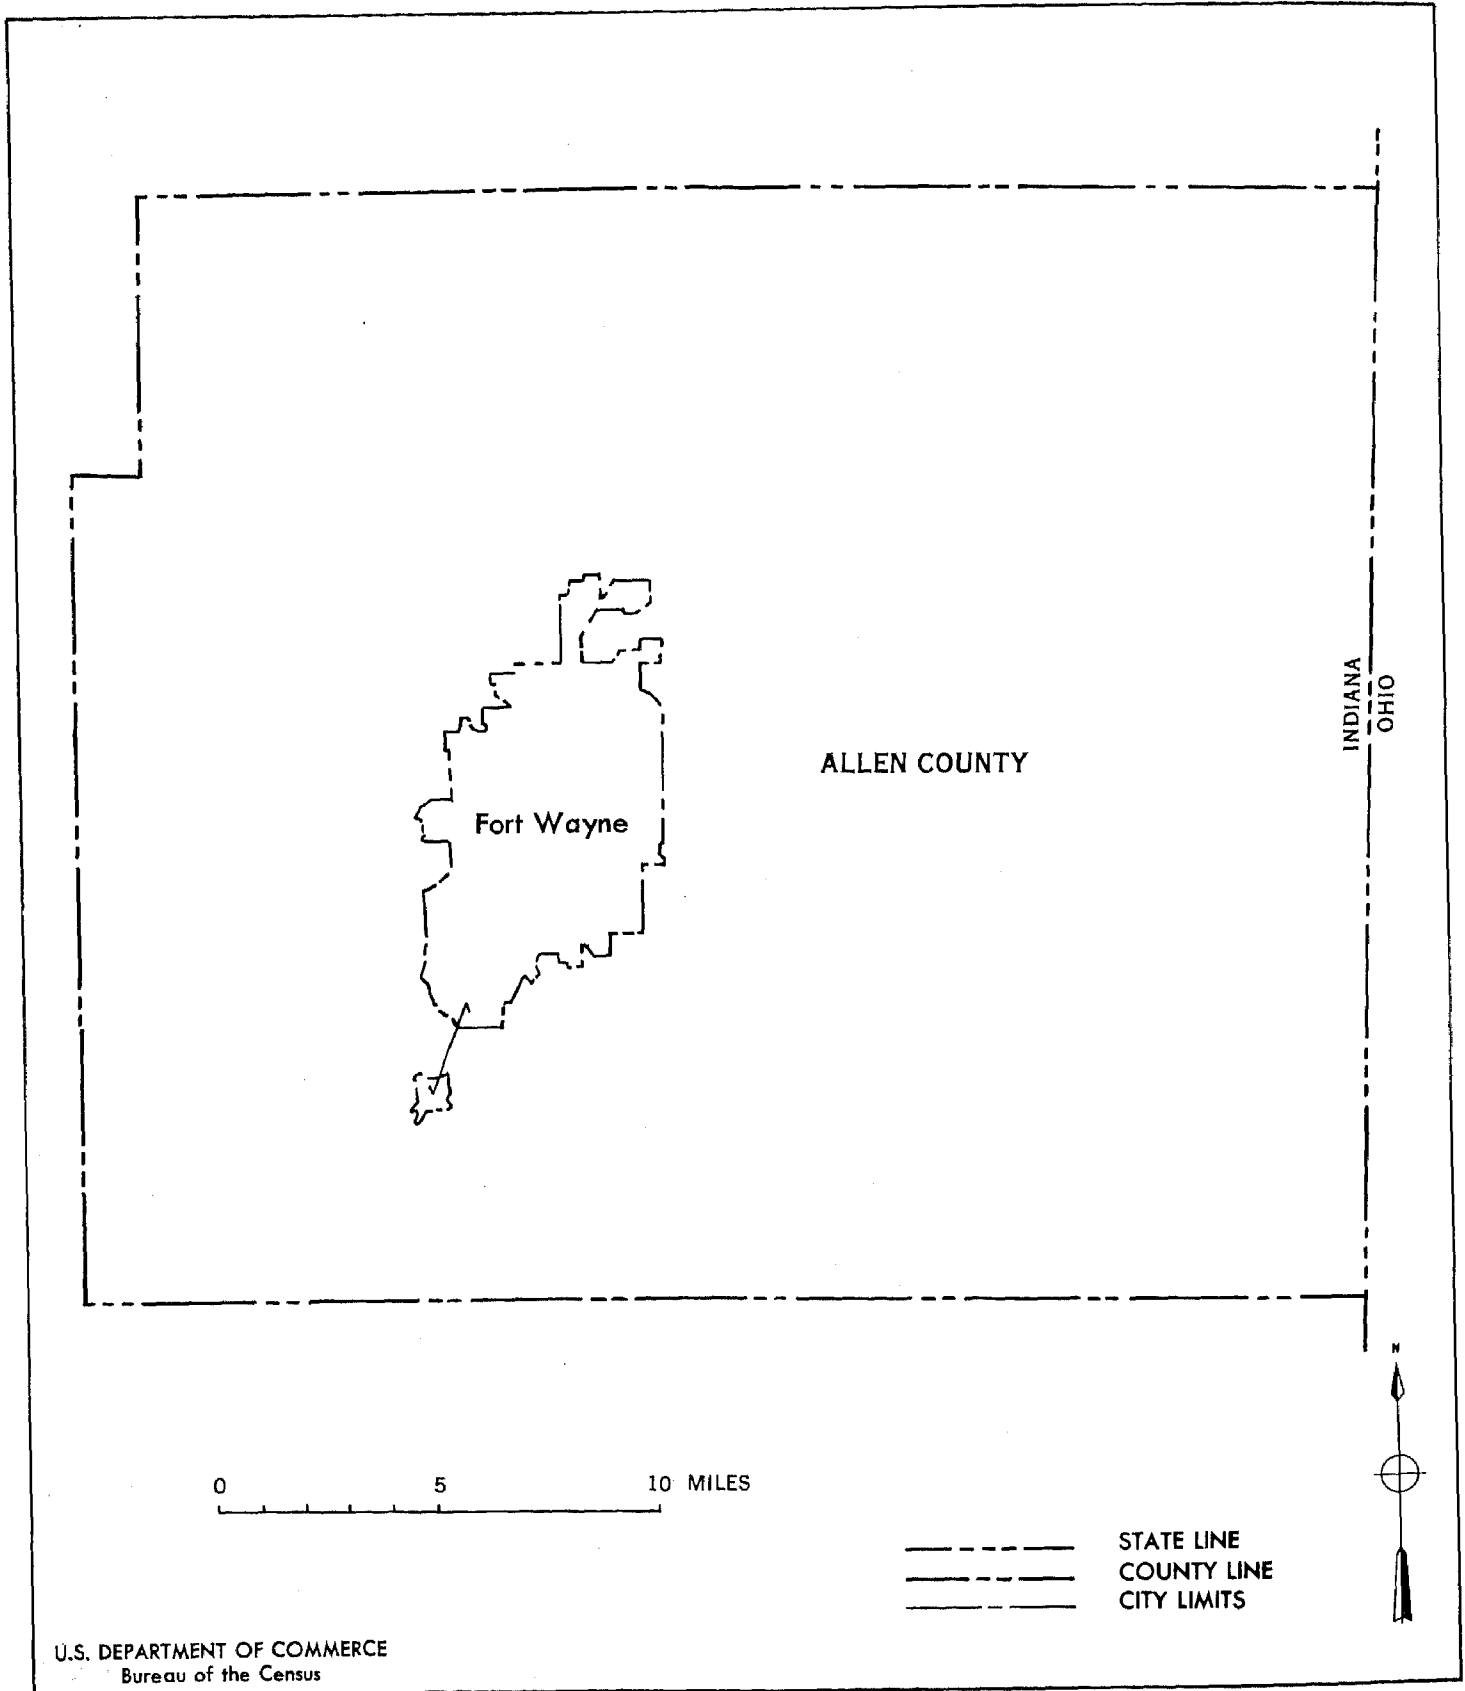 INDIANA
OHIO
ALLEN COUNTY
Fort Wayne
N
0 5 10 MILES
STATE LINE
COUNTY LINE
CITY LIMITS
U.S. DEPARTMENT OF COMMERCE
Bureau of the Census